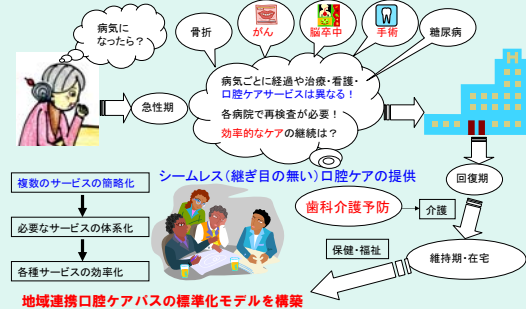 病気に
なったら？
骨折
がん
脳卒中
手術
糖尿病
急性期
病気ごとに経過や治療・看護・
口腔ケアサービスは異なる！
各病院で再検査が必要！
効率的なケアの継続は？
シームレス（継ぎ目の無い）口腔ケアの提供
複数のサービスの簡略化
必要なサービスの体系化
各種サービスの効率化
歯科介護予防
介護
回復期
保健・福祉
維持期・在宅
地域連携口腔ケアパスの標準化モデルを構築